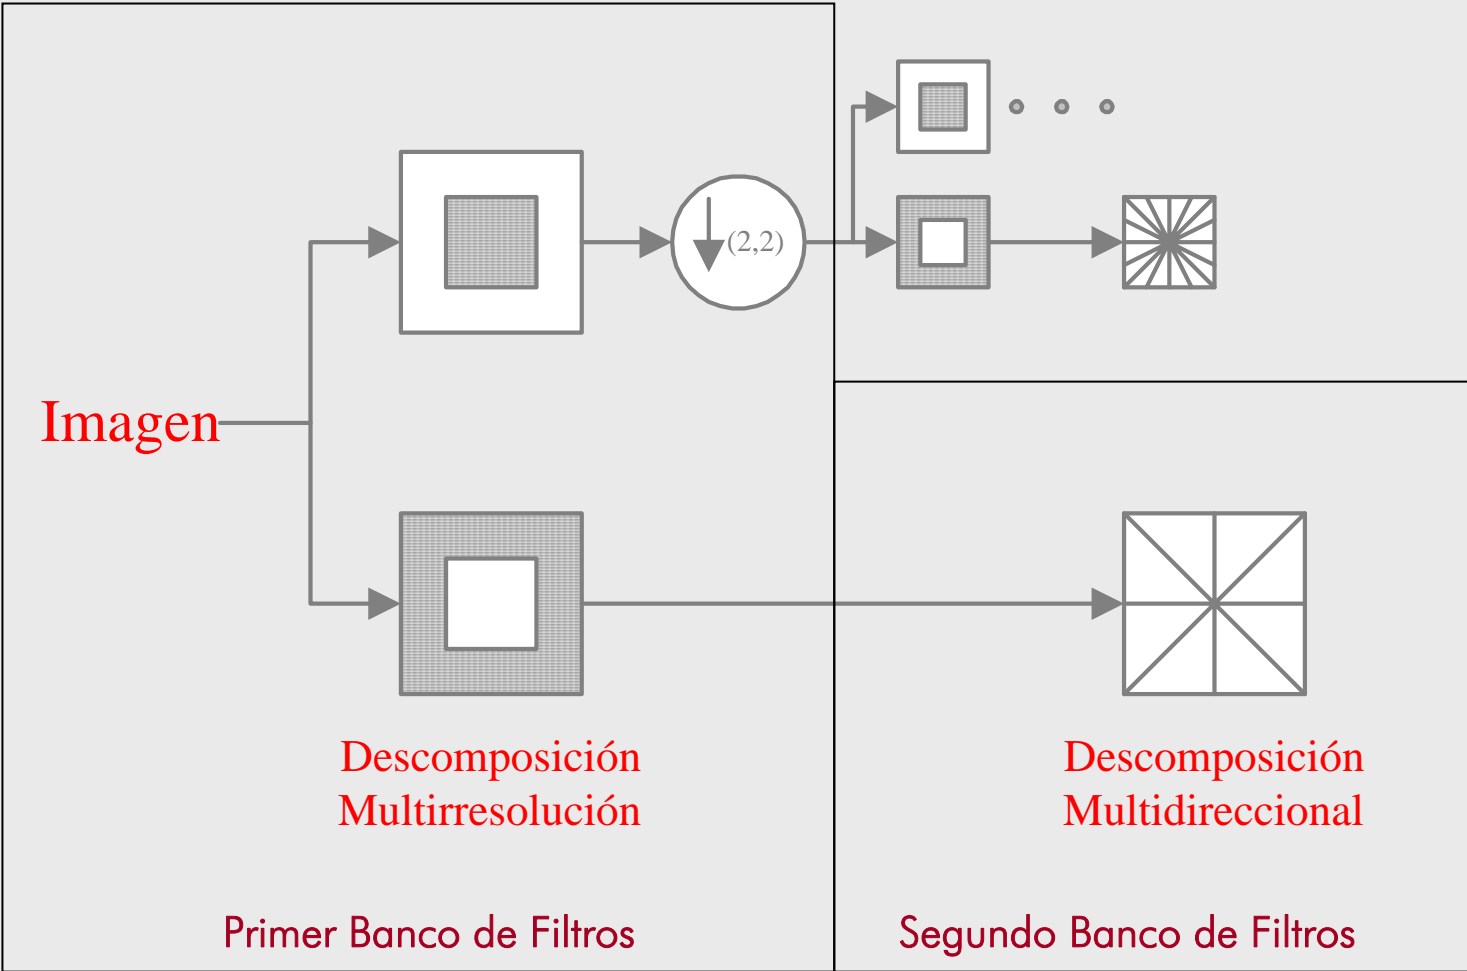 (2,2)
Imagen
Descomposición
Multirresolución
Descomposición
Multidireccional
Primer Banco de Filtros
Segundo Banco de Filtros